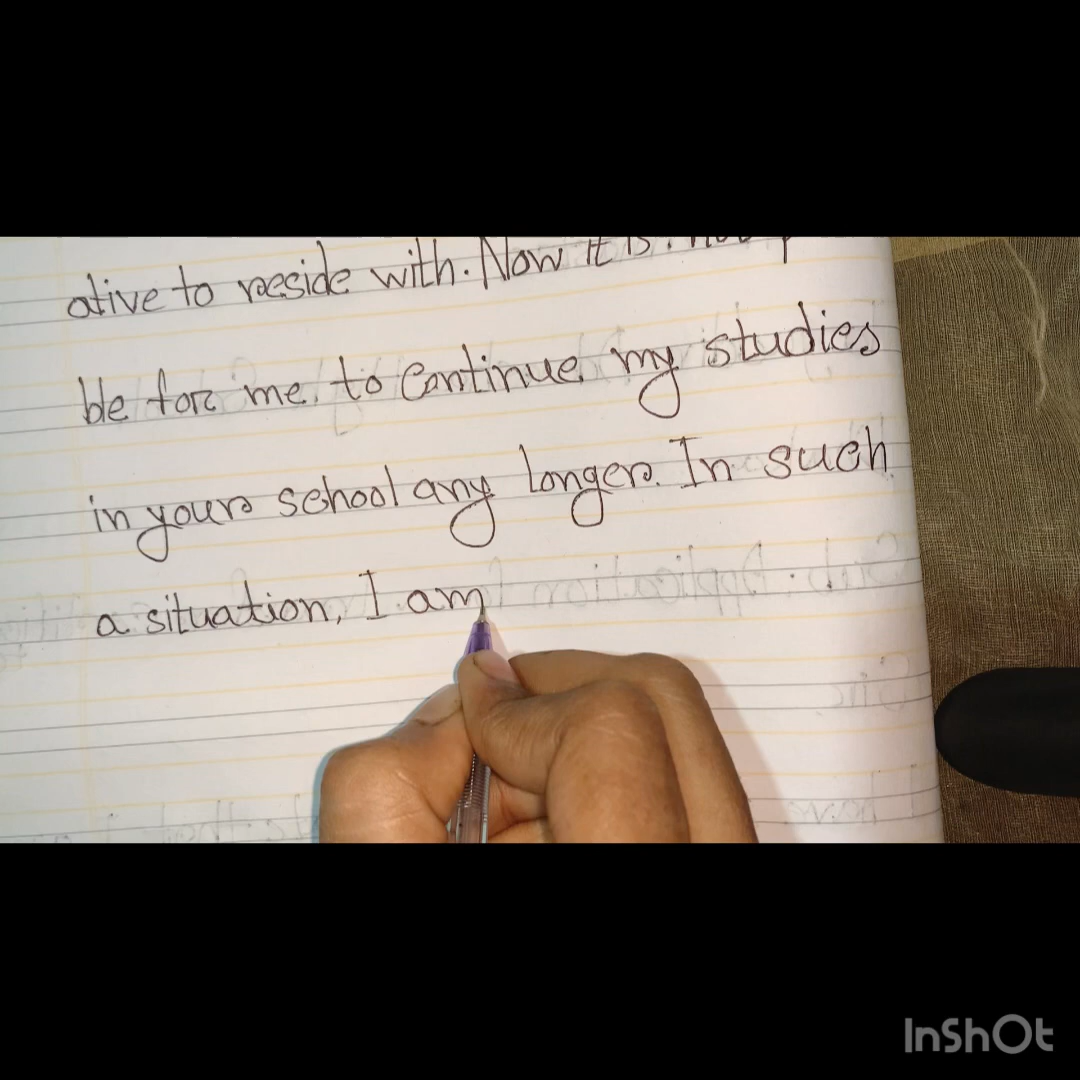 ative to reside with. Now it is
ble for me to continue my studies
in your school any longer. In such
a situation, I am
InShOt